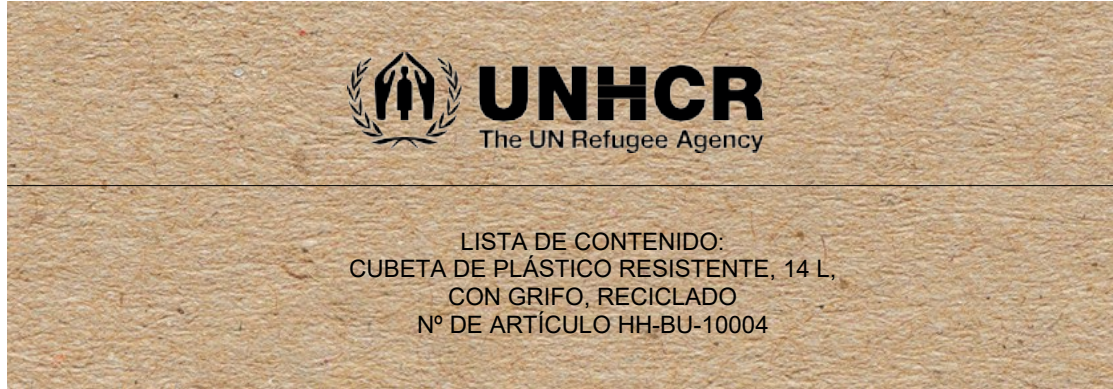 UNHCR
The UN Refugee Agency
LISTA DE CONTENIDO:
CUBETA DE PLÁSTICO RESISTENTE, 14 L,
CON GRIFO, RECICLADO
Nº DE ARTÍCULO HH-BU-10004